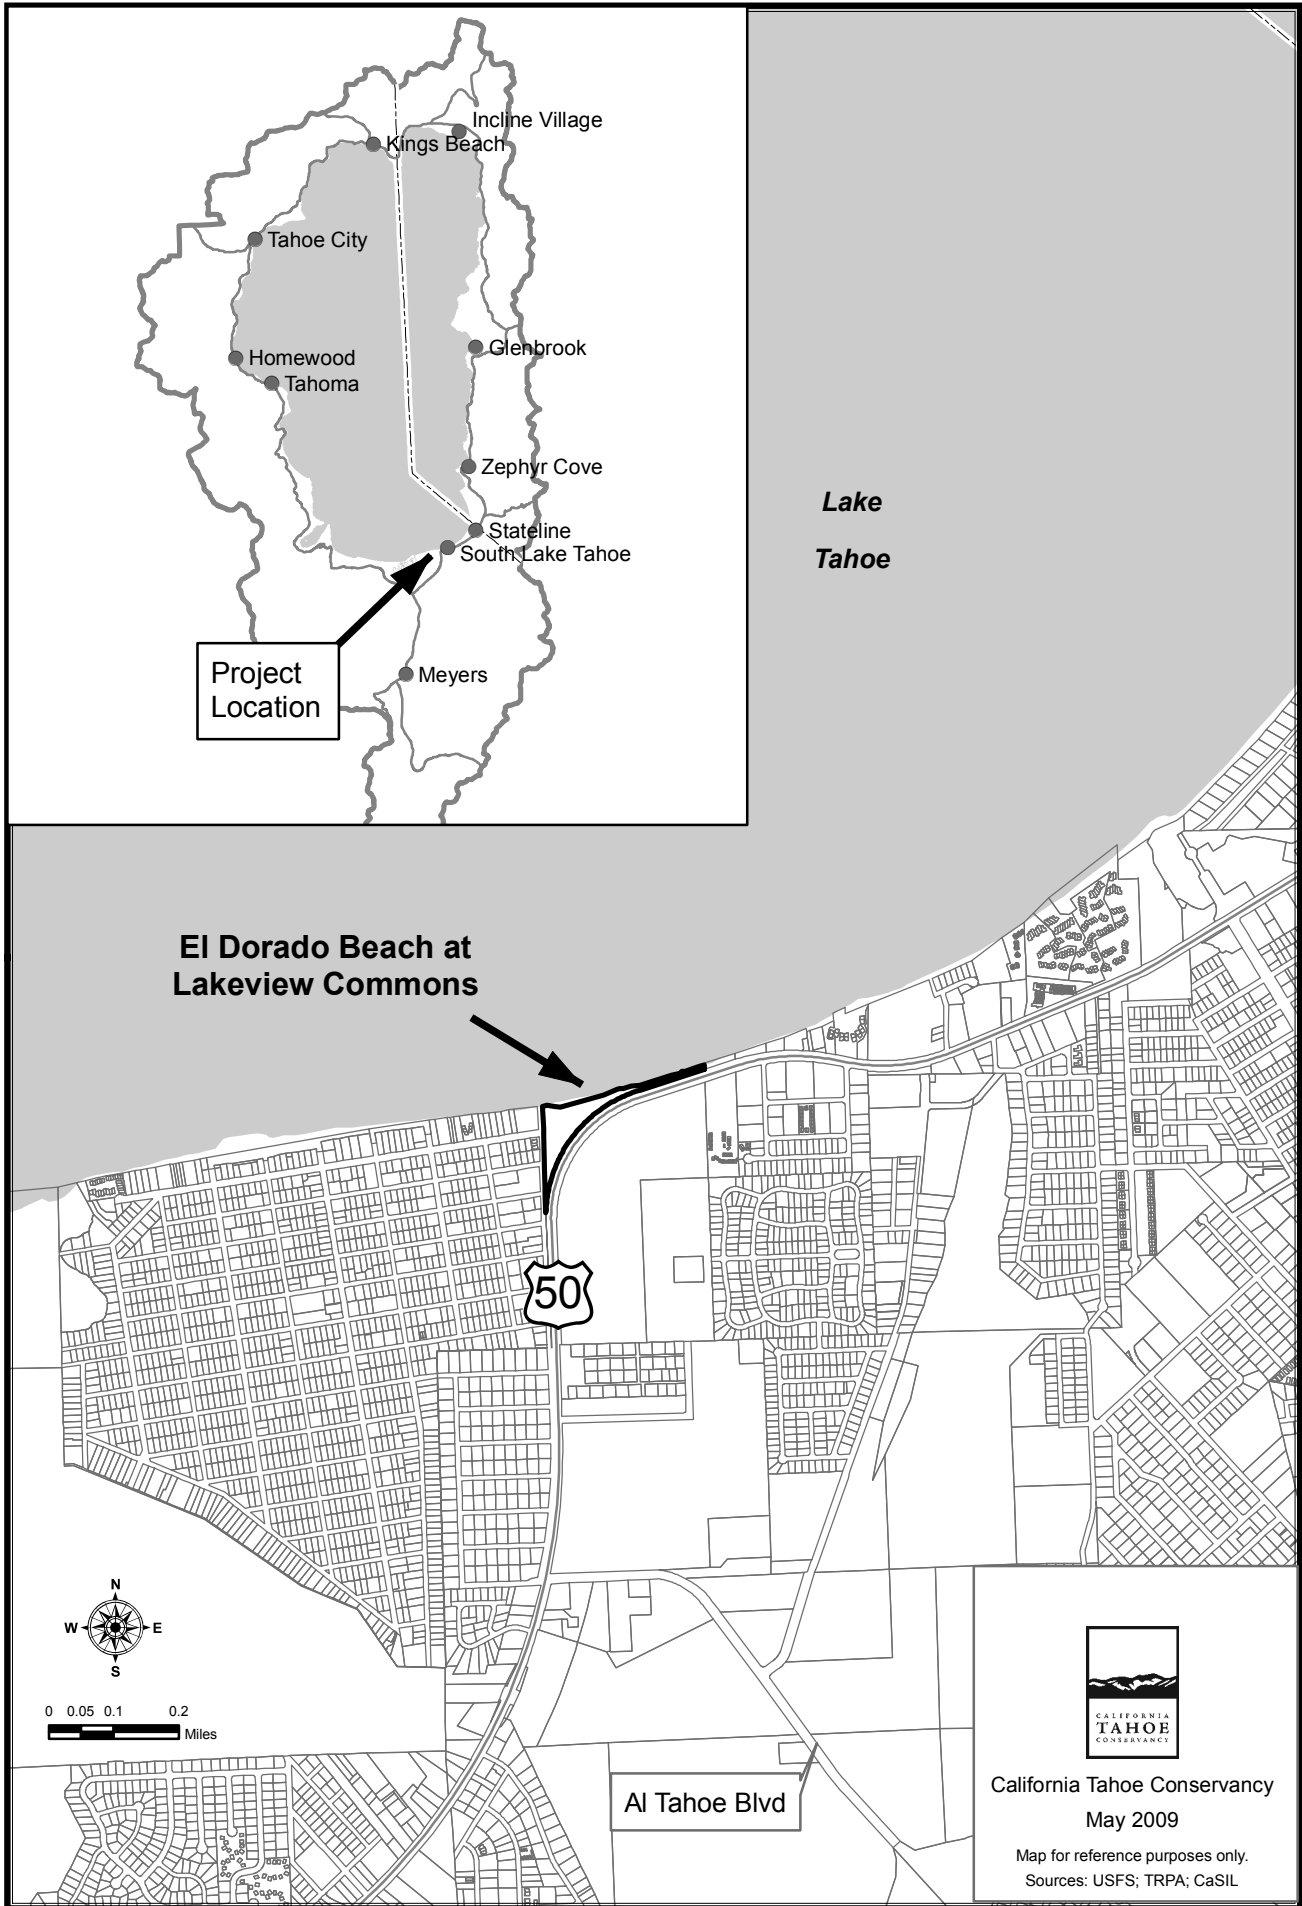 Incline Village
Kings Beach
Tahoe City
Glenbrook
Homewood
Tahoma
Zephyr Cove
Stateline
South Lake Tahoe
Project
Location
Meyers
Lake
Tahoe
El Dorado Beach at
Lakeview Commons
50
N
W E
S
0 0.05 0.1 0.2
Miles
Al Tahoe Blvd
CALIFORNIA
TAHOE
CONSERVANCY
California Tahoe Conservancy
May 2009
Map for reference purposes only.
Sources: USFS; TRPA; CaSIL